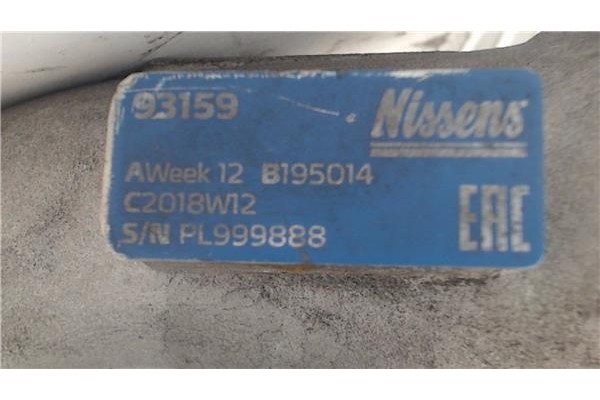 93159
Nissens
AWeek 12 B195014
C2018W12
S/N PL999888
EAC